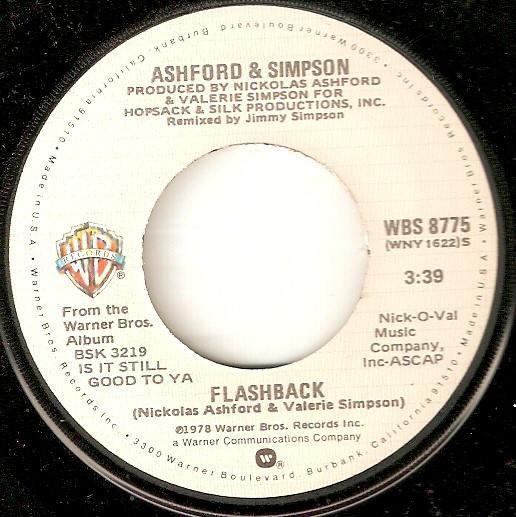 ASHFORD & SIMPSON
PRODUCED BY NICKOLAS ASHFORD
& VALERIE SIMPSON FOR
HOPSACK & SILK PRODUCTIONS, INC.
Remixed by Jimmy Simpson
WBS 8775
(WNY 1622)S
3:39
Nick-O-Val
Music
Company,
Inc-ASCAP
WB
RECORDS
®
From the
Warner Bros.
Album
BSK 3219
IS IT STILL
GOOD TO YA
FLASHBACK
(Nickolas Ashford & Valerie Simpson)
℗1978 Warner Bros. Records Inc.
a Warner Communications Company
W®
Made in U.S.A. • Warner Bros. Records Inc. • 3300 Warner Boulevard, Burbank, California 91510 • Made in U.S.A. • Warner Bros. Records Inc. • 3300 Warner Boulevard, Burbank, California 91510 •